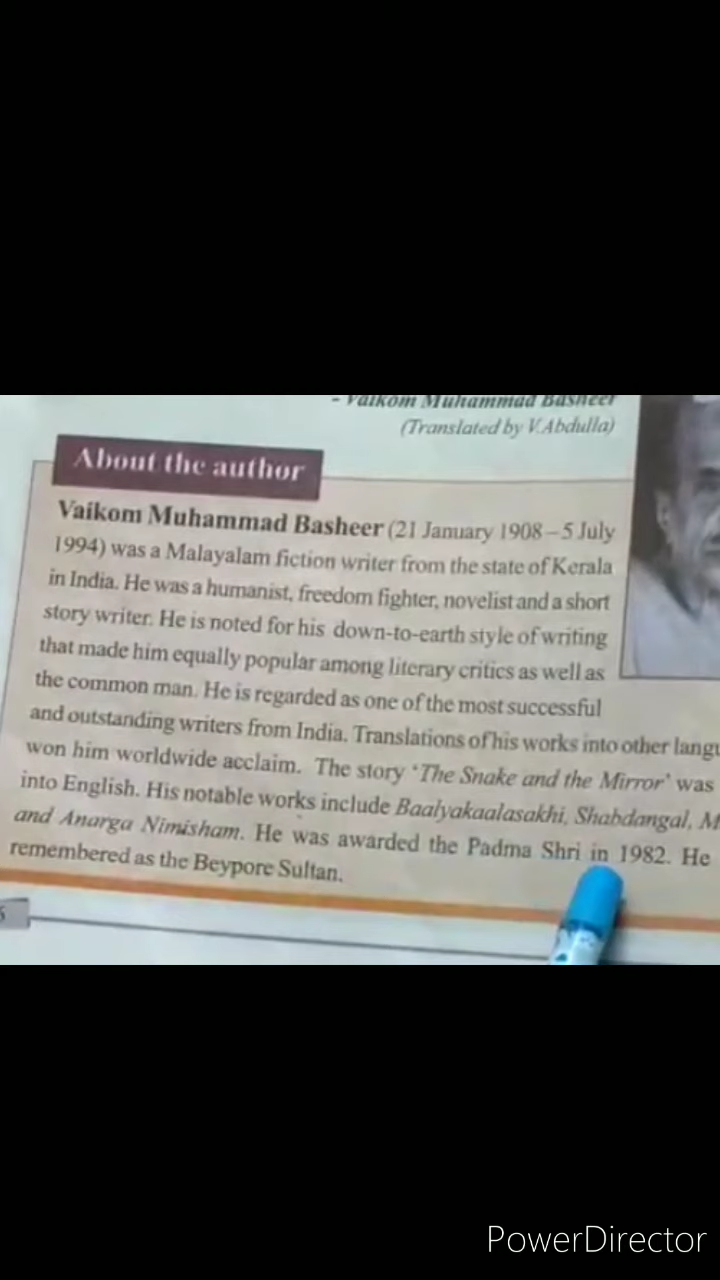 - Vaikom Muhammad Basheer
(Translated by V.Abdulla)
About the author
Vaikom Muhammad Basheer (21 January 1908 – 5 July
1994) was a Malayalam fiction writer from the state of Kerala
in India. He was a humanist, freedom fighter, novelist and a short
story writer. He is noted for his down-to-earth style of writing
that made him equally popular among literary critics as well as
the common man. He is regarded as one of the most successful
and outstanding writers from India. Translations of his works into other
won him worldwide acclaim. The story ‘The Snake and the Mirror’ was
into English. His notable works include Baalyakaalasakhi, Shabdangal,
and Anarga Nimisham. He was awarded the Padma Shri in 1982. He
remembered as the Beypore Sultan.
PowerDirector